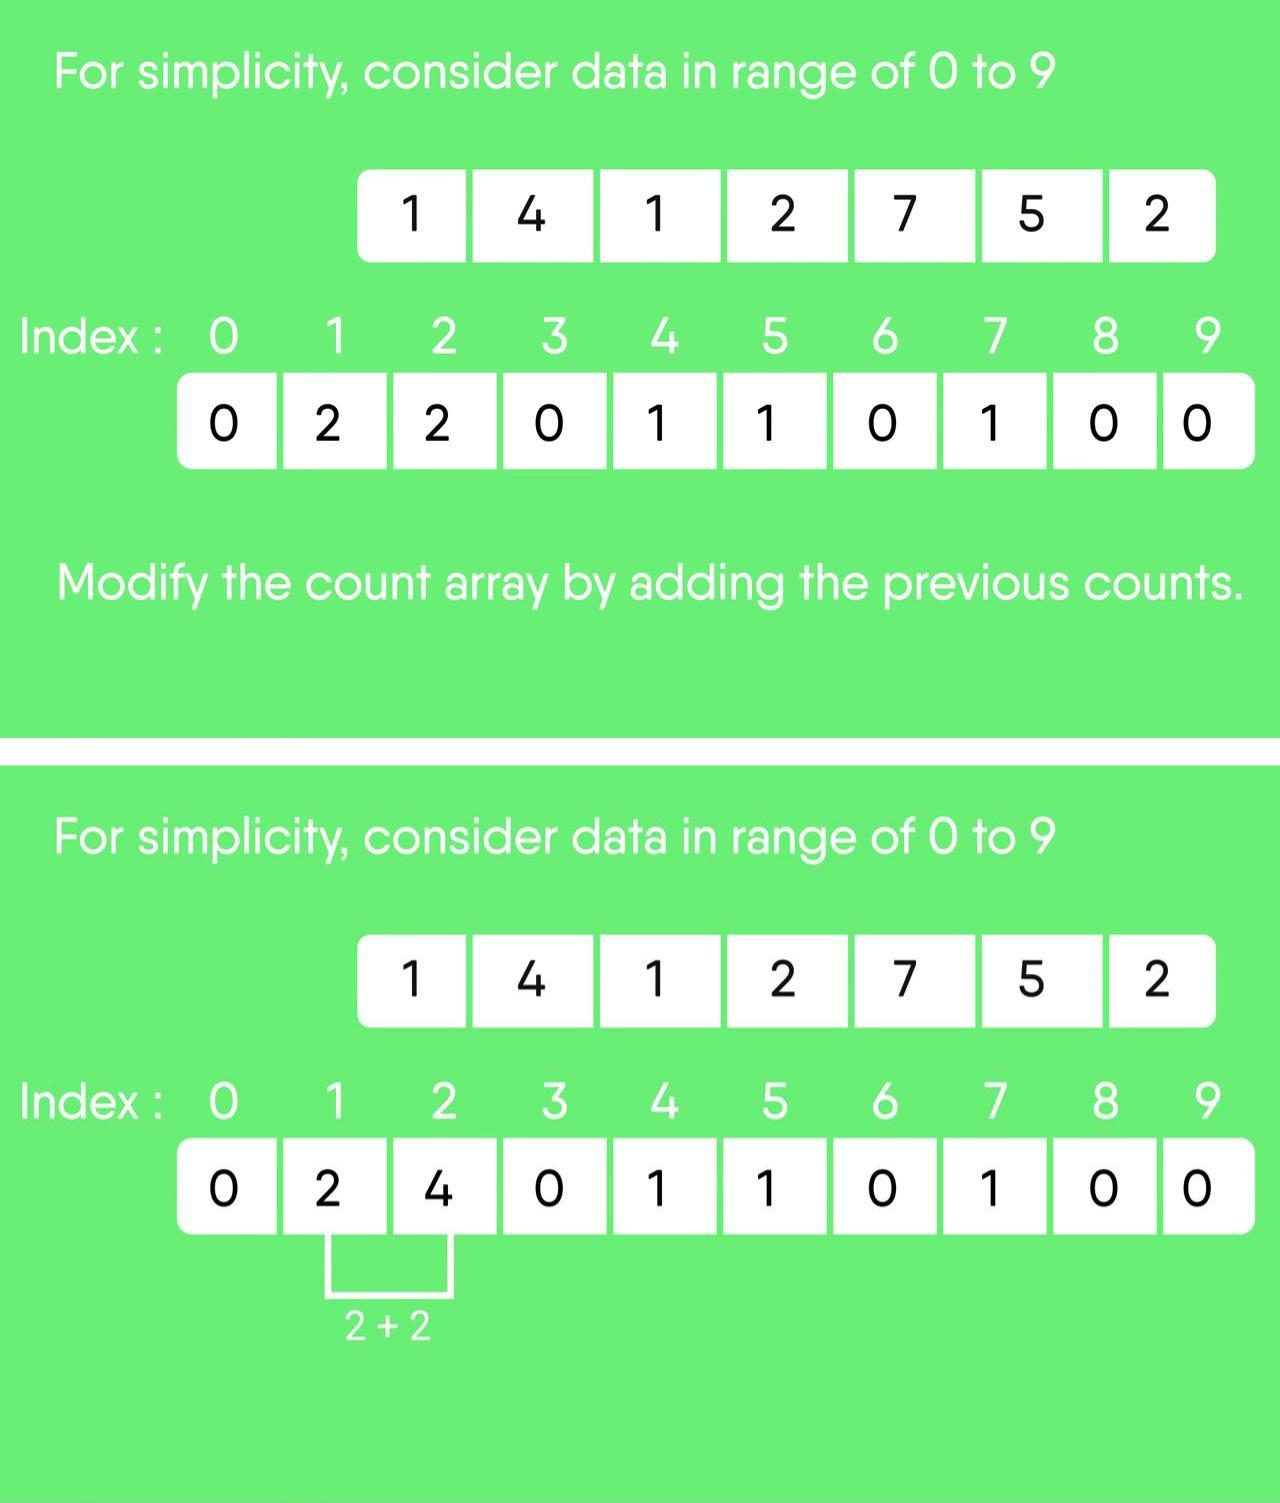 For simplicity, consider data in range of 0 to 9
1 4 1 2 7 5 2
Index : 0 1 2 3 4 5 6 7 8 9
0 2 2 0 1 1 0 1 0 0
Modify the count array by adding the previous counts.
For simplicity, consider data in range of 0 to 9
1 4 1 2 7 5 2
Index : 0 1 2 3 4 5 6 7 8 9
0 2 4 0 1 1 0 1 0 0
2 + 2